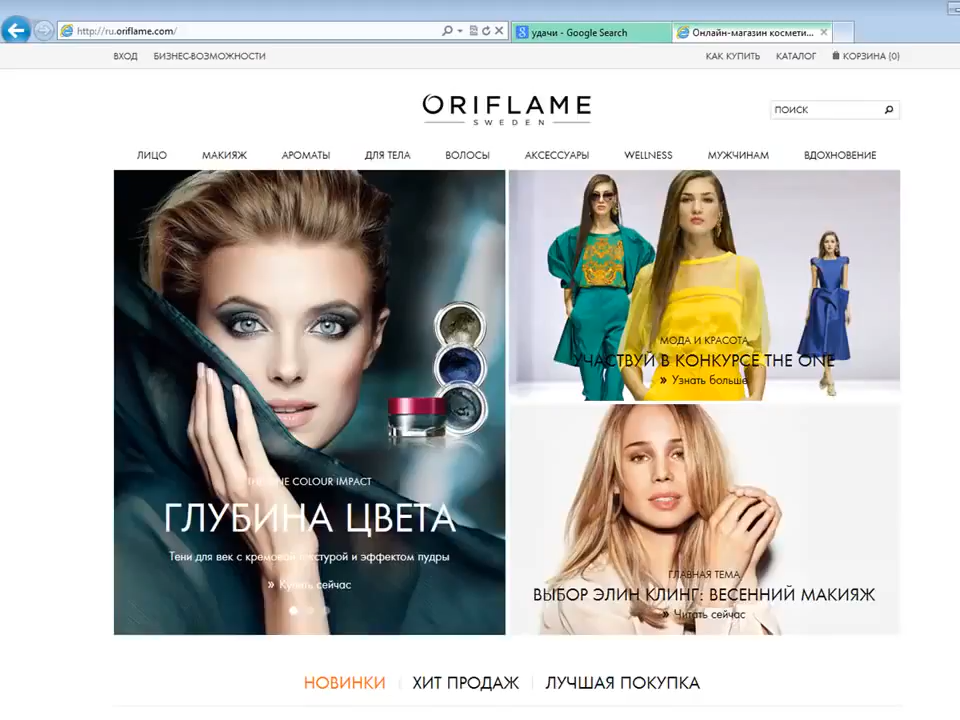 http://ru.oriflame.com/
удачи - Google Search
Онлайн-магазин космети...
ВХОД
БИЗНЕС-ВОЗМОЖНОСТИ
КАК КУПИТЬ
КАТАЛОГ
КОРЗИНА (0)
ORIFLAME
SWEDEN
ПОИСК
ЛИЦО
МАКИЯЖ
АРОМАТЫ
ДЛЯ ТЕЛА
ВОЛОСЫ
АКСЕССУАРЫ
WELLNESS
МУЖЧИНАМ
ВДОХНОВЕНИЕ
МОДА И КРАСОТА
УЧАСТВУЙ В КОНКУРСЕ THE ONE
» Узнать больше
THE ONE COLOUR IMPACT
ГЛУБИНА ЦВЕТА
Тени для век с кремовой текстурой и эффектом пудры
» Купить сейчас
ГЛАВНАЯ ТЕМА
ВЫБОР ЭЛИН КЛИНГ: ВЕСЕННИЙ МАКИЯЖ
» Читать сейчас
НОВИНКИ
ХИТ ПРОДАЖ
ЛУЧШАЯ ПОКУПКА